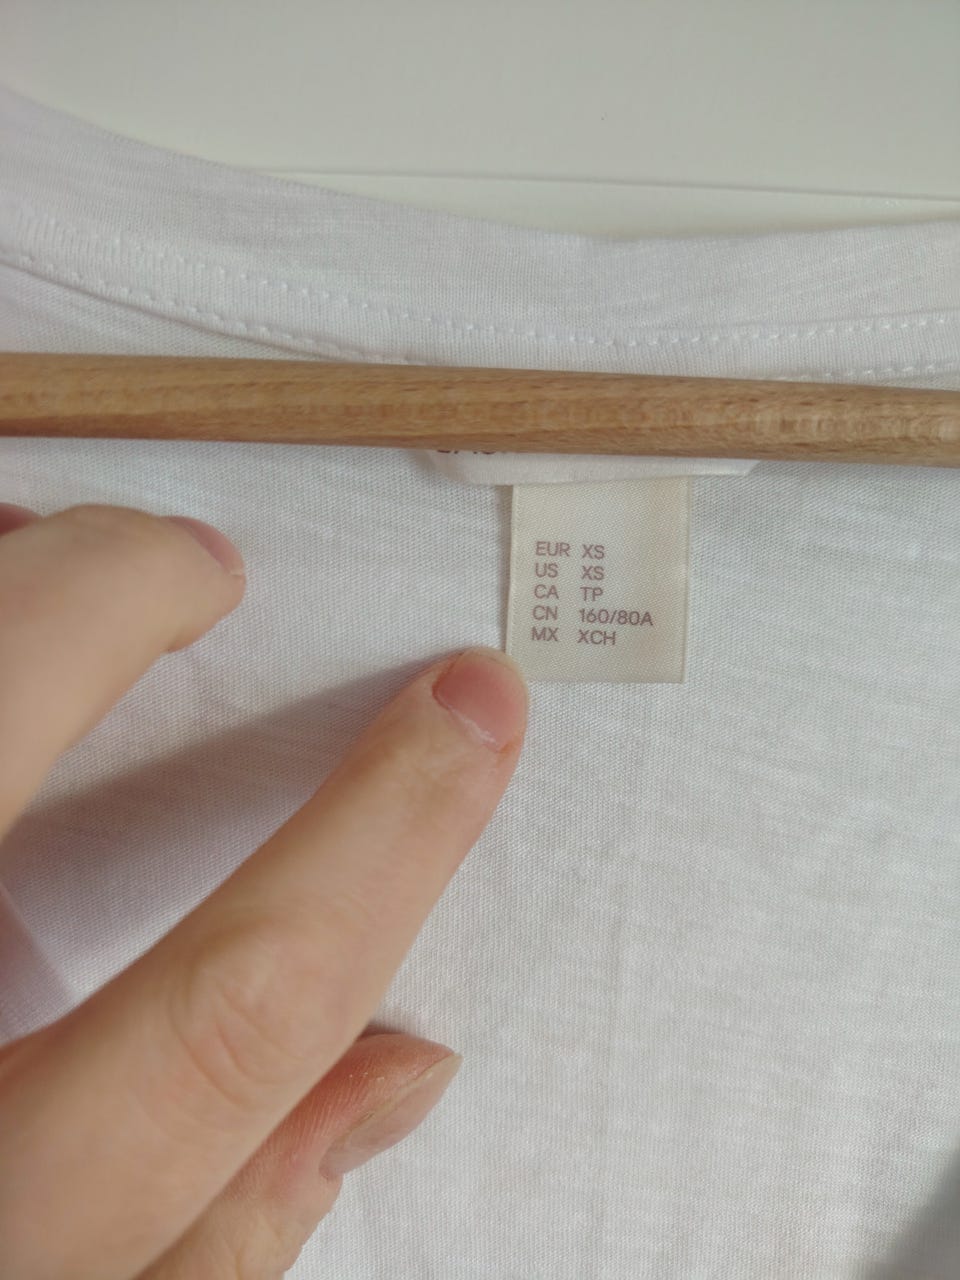 EUR XS
US XS
CA TP
CN 160/80A
MX XCH